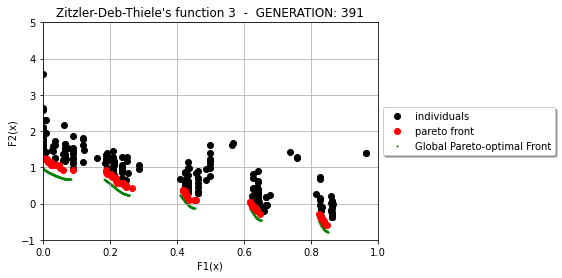 Zitzler-Deb-Thiele's function 3 - GENERATION: 391
5
4
3
2
1
0
−1
F2(x)
0.0 0.2 0.4 0.6 0.8 1.0
F1(x)
individuals
pareto front
Global Pareto-optimal Front